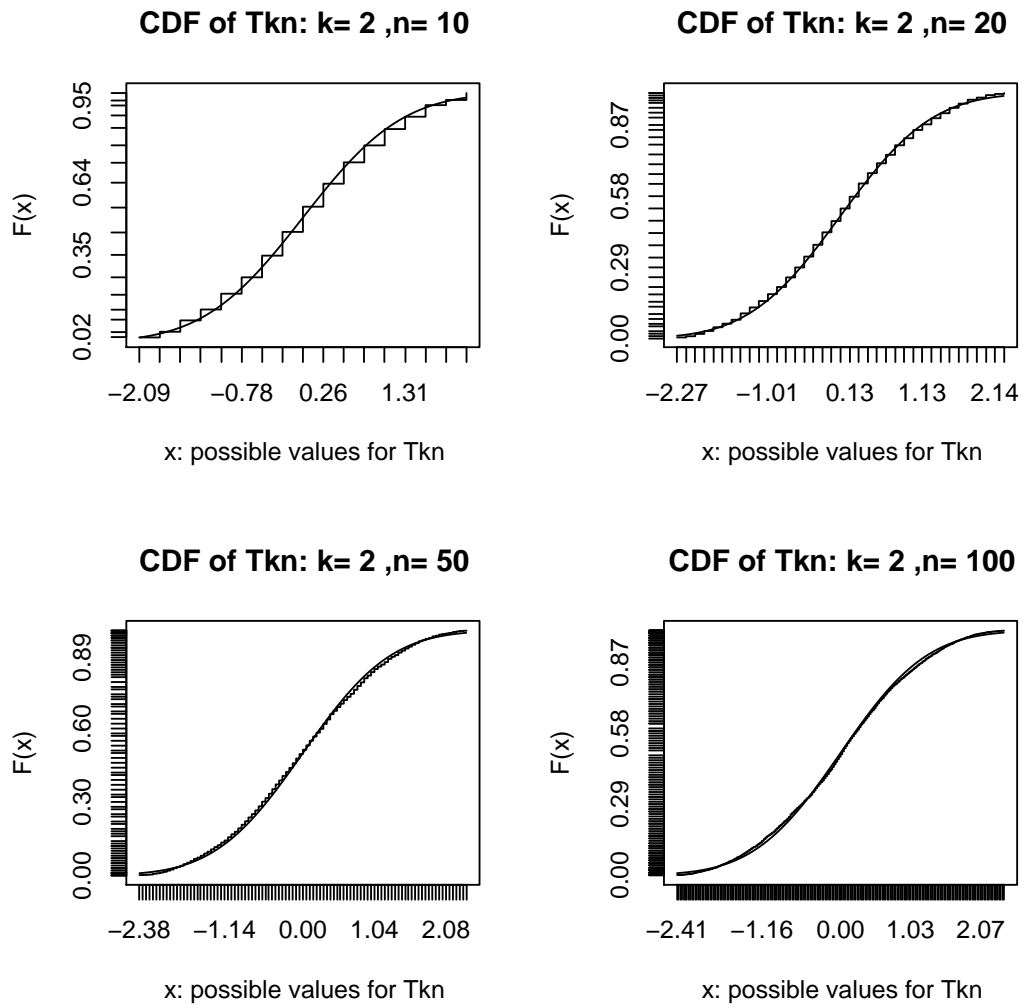 CDF of Tkn: k= 2 ,n= 10
F(x)
0.95
0.64
0.35
0.02
−2.09 −0.78 0.26 1.31
x: possible values for Tkn
CDF of Tkn: k= 2 ,n= 20
F(x)
0.87
0.58
0.29
0.00
−2.27 −1.01 0.13 1.13 2.14
x: possible values for Tkn
CDF of Tkn: k= 2 ,n= 50
F(x)
0.89
0.60
0.30
0.00
−2.38 −1.14 0.00 1.04 2.08
x: possible values for Tkn
CDF of Tkn: k= 2 ,n= 100
F(x)
0.87
0.58
0.29
0.00
−2.41 −1.16 0.00 1.03 2.07
x: possible values for Tkn